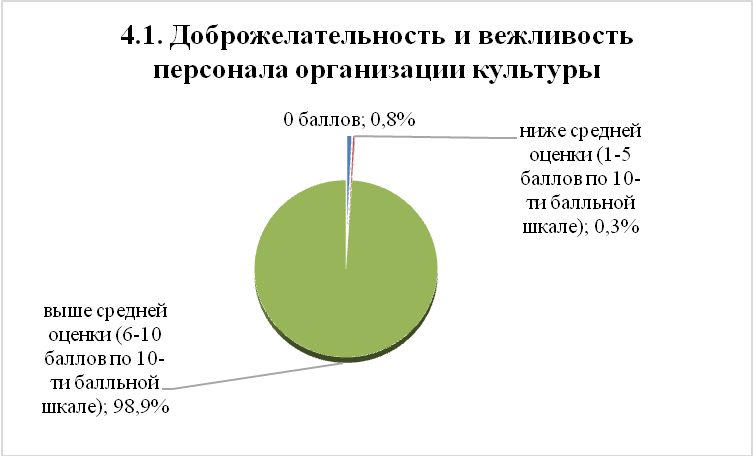 4.1. Доброжелательность и вежливость
персонала организации культуры
0 баллов; 0,8%
ниже средней
оценки (1-5
баллов по 10-
ти балльной
шкале); 0,3%
выше средней
оценки (6-10
баллов по 10-
ти балльной
шкале); 98,9%